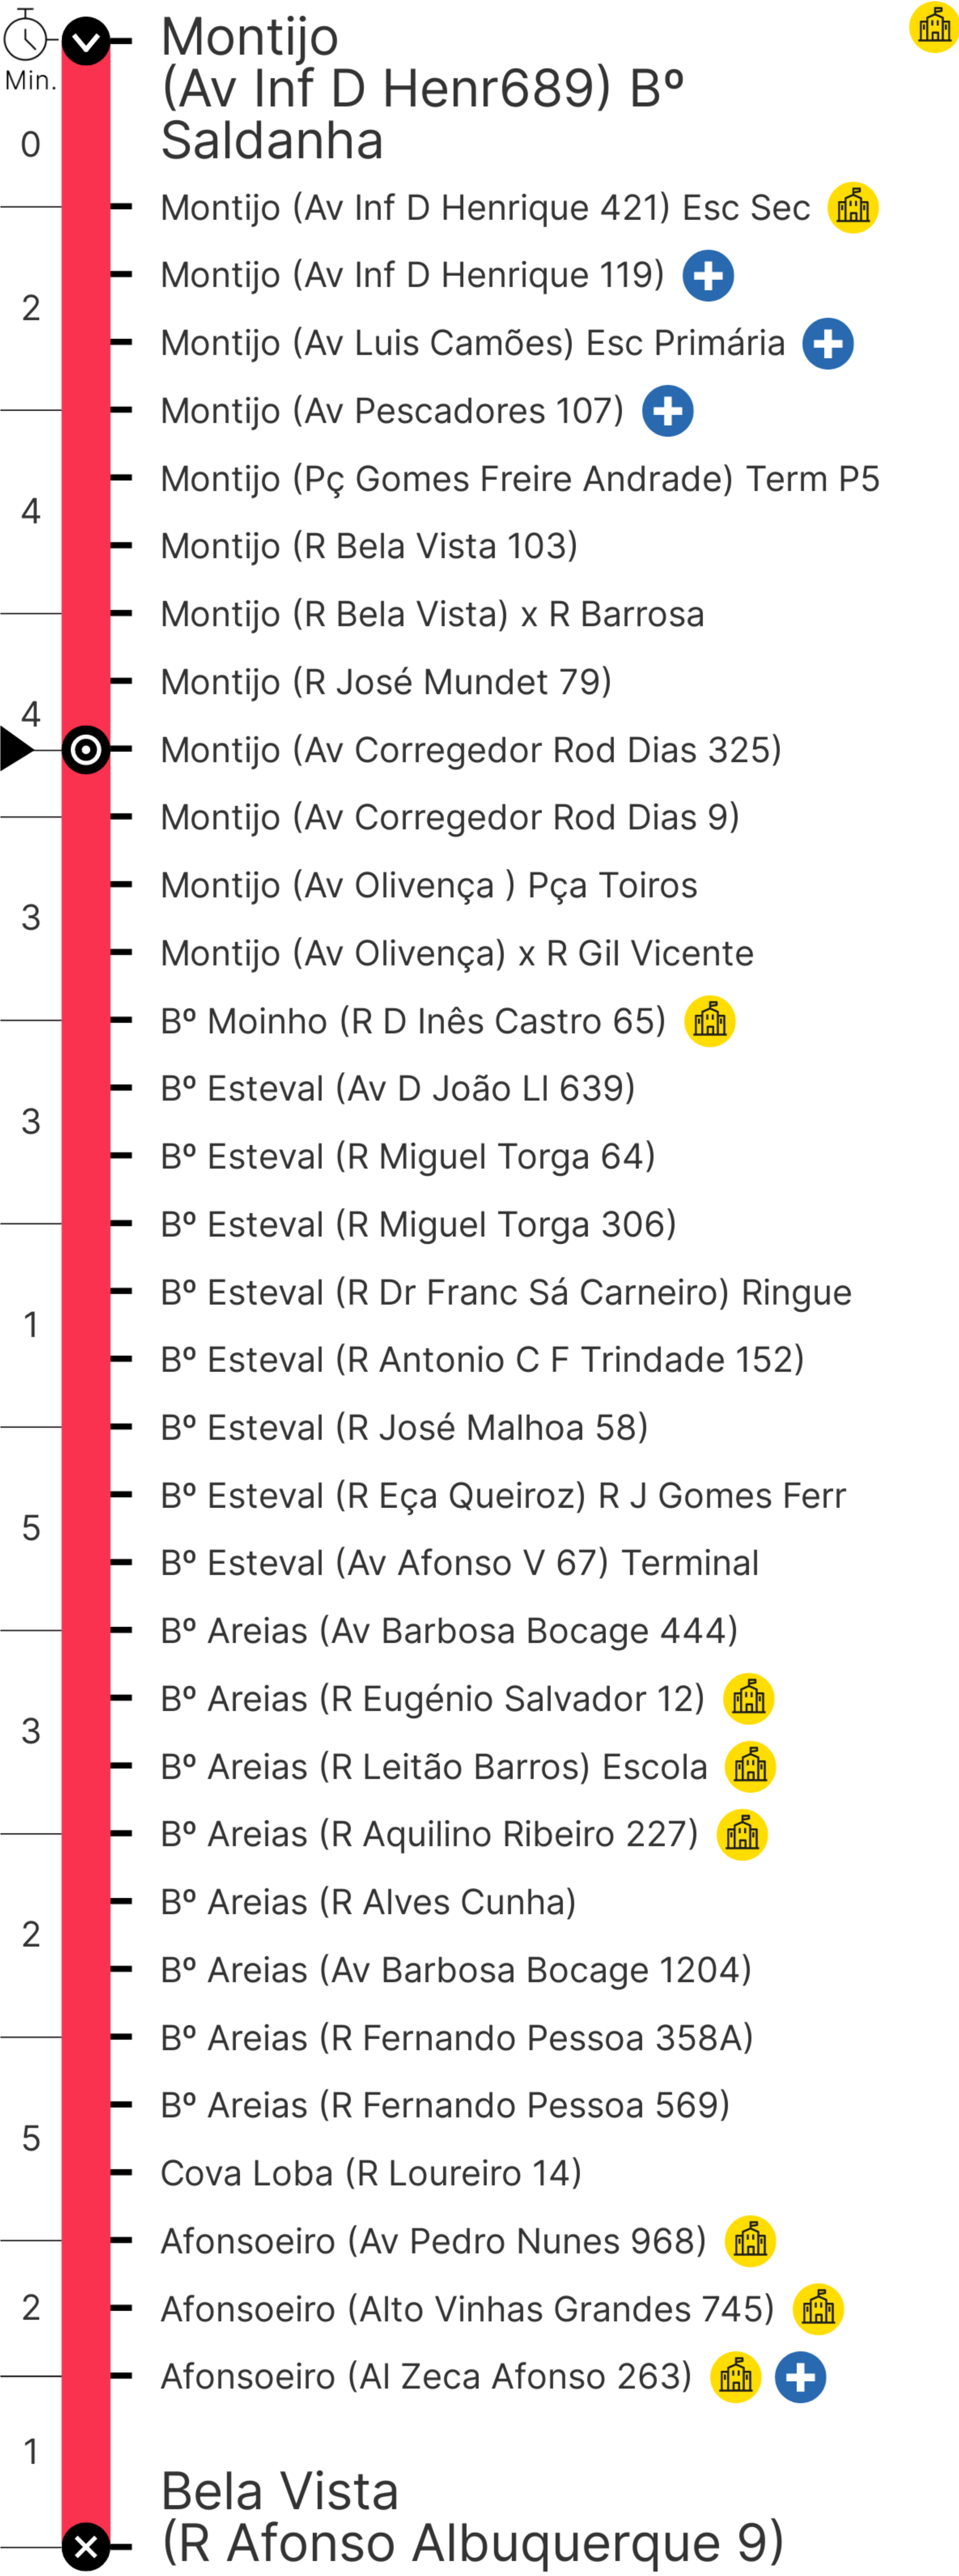 Montijo
Min.
(Av Inf D Henr689) Bº
0
Saldanha
Montijo (Av Inf D Henrique 421) Esc Sec
Montijo (Av Inf D Henrique 119)
2
Montijo (Av Luis Camões) Esc Primária
Montijo (Av Pescadores 107)
Montijo (Pç Gomes Freire Andrade) Term P5
4
Montijo (R Bela Vista 103)
Montijo (R Bela Vista) x R Barrosa
Montijo (R José Mundet 79)
4
Montijo (Av Corregedor Rod Dias 325)
Montijo (Av Corregedor Rod Dias 9)
Montijo (Av Olivença ) Pça Toiros
3
Montijo (Av Olivença) x R Gil Vicente
Bº Moinho (R D Inês Castro 65)
Bº Esteval (Av D João Ll 639)
3
Bº Esteval (R Miguel Torga 64)
Bº Esteval (R Miguel Torga 306)
Bº Esteval (R Dr Franc Sá Carneiro) Ringue
1
Bº Esteval (R Antonio C F Trindade 152)
Bº Esteval (R José Malhoa 58)
Bº Esteval (R Eça Queiroz) R J Gomes Ferr
5
Bº Esteval (Av Afonso V 67) Terminal
Bº Areias (Av Barbosa Bocage 444)
Bº Areias (R Eugénio Salvador 12)
3
Bº Areias (R Leitão Barros) Escola
Bº Areias (R Aquilino Ribeiro 227)
Bº Areias (R Alves Cunha)
2
Bº Areias (Av Barbosa Bocage 1204)
Bº Areias (R Fernando Pessoa 358A)
Bº Areias (R Fernando Pessoa 569)
5
Cova Loba (R Loureiro 14)
Afonsoeiro (Av Pedro Nunes 968)
2
Afonsoeiro (Alto Vinhas Grandes 745)
Afonsoeiro (Al Zeca Afonso 263)
1
Bela Vista
(R Afonso Albuquerque 9)